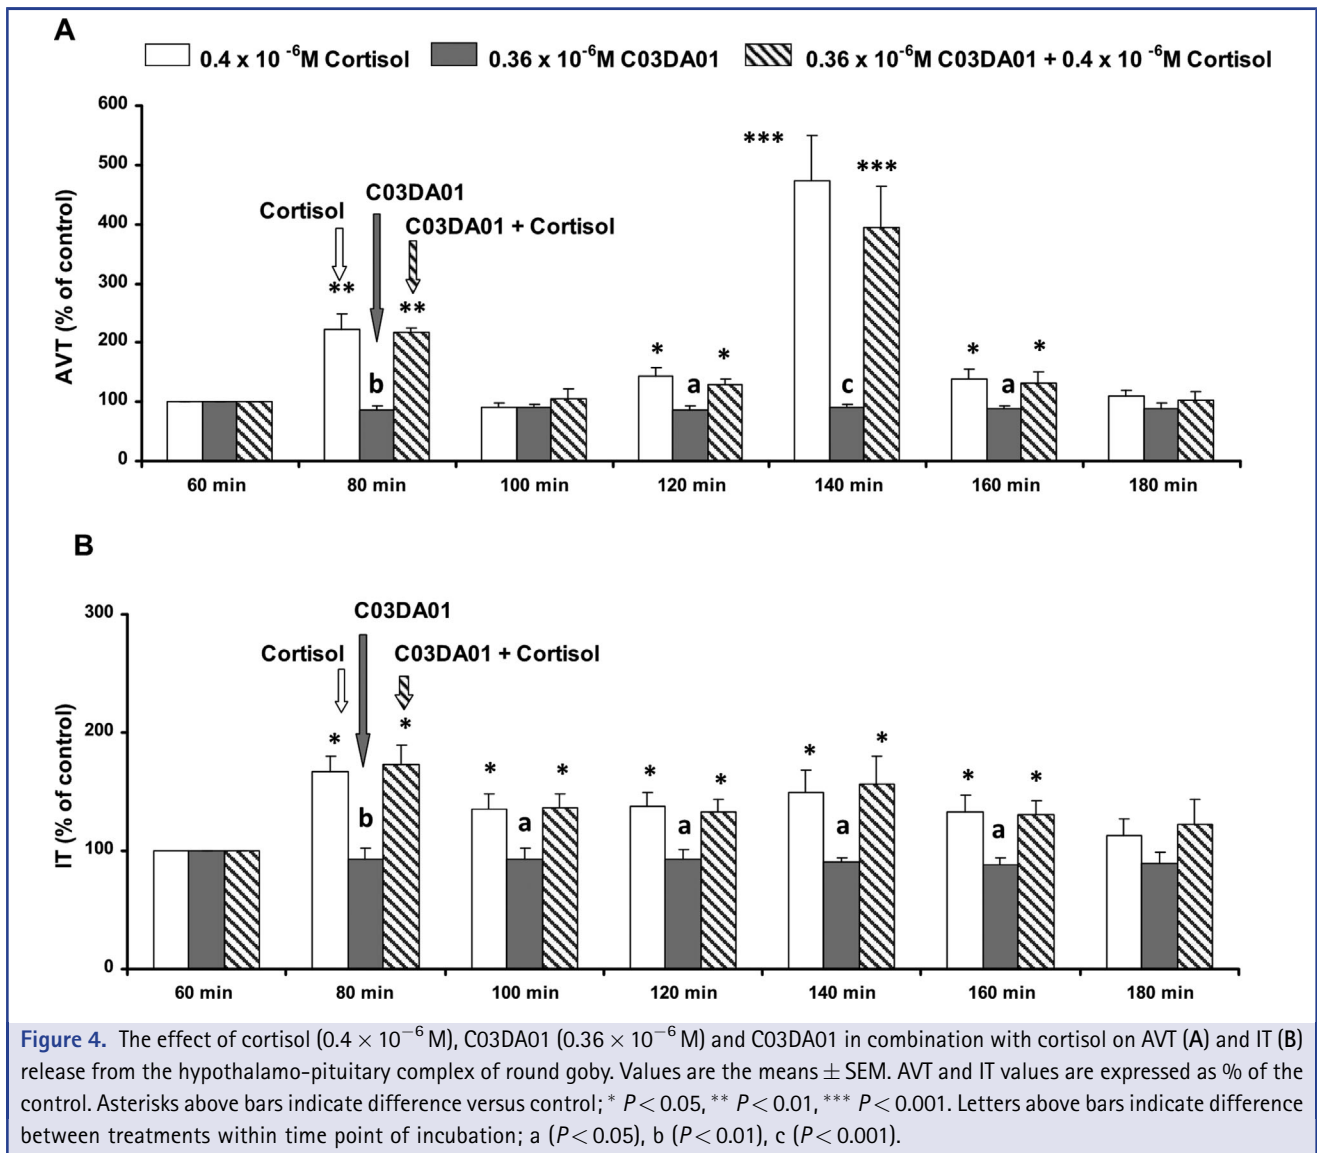 A
0.4 x 10 -6M Cortisol 0.36 x 10-6M C03DA01 0.36 x 10-6M C03DA01 + 0.4 x 10 -6M Cortisol
600
500
400
300
200
100
0
AVT (% of control)
*** ***
C03DA01
Cortisol
C03DA01 + Cortisol
** **
b
* a *
c
* a *
60 min 80 min 100 min 120 min 140 min 160 min 180 min
B
300
200
100
0
IT (% of control)
C03DA01
Cortisol C03DA01 + Cortisol
* b *
* a *
* a *
* a *
* a *
60 min 80 min 100 min 120 min 140 min 160 min 180 min
Figure 4. The effect of cortisol (0.4 × 10−6 M), C03DA01 (0.36 × 10−6 M) and C03DA01 in combination with cortisol on AVT (A) and IT (B)
release from the hypothalamo-pituitary complex of round goby. Values are the means ± SEM. AVT and IT values are expressed as % of the
control. Asterisks above bars indicate difference versus control; * P < 0.05, ** P < 0.01, *** P < 0.001. Letters above bars indicate difference
between treatments within time point of incubation; a (P < 0.05), b (P < 0.01), c (P < 0.001).